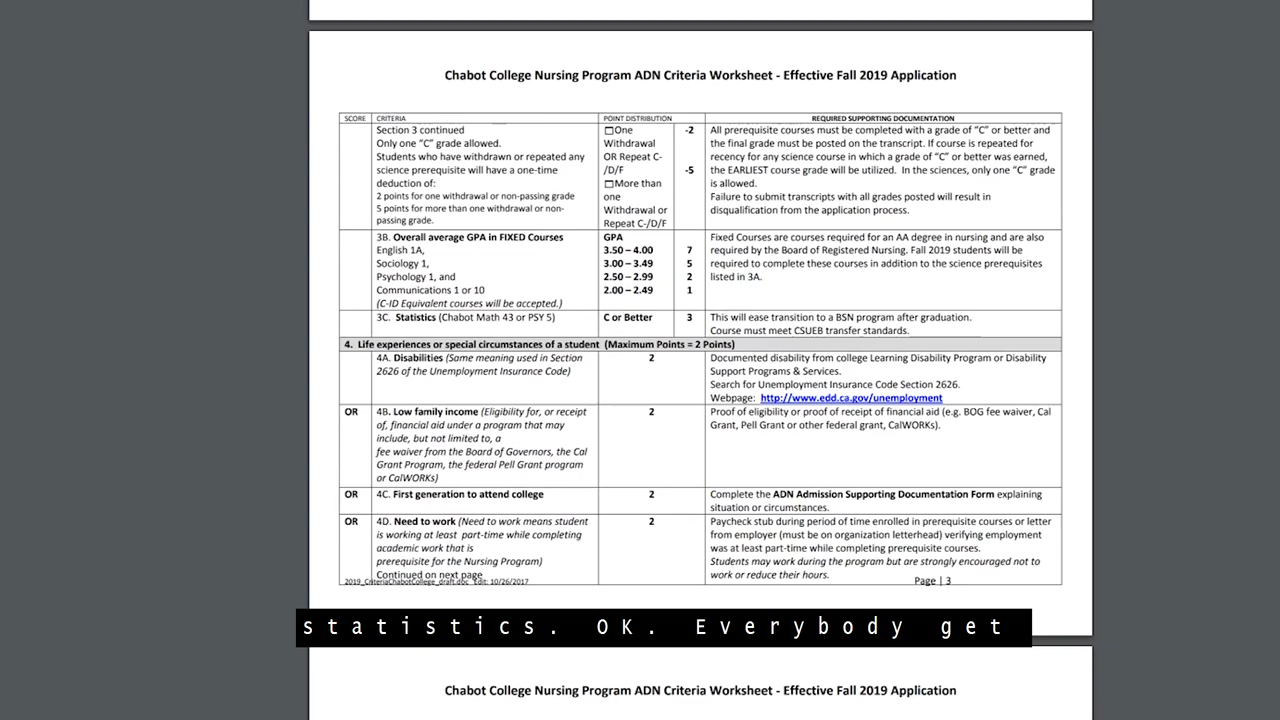 Chabot College Nursing Program ADN Criteria Worksheet - Effective Fall 2019 Application
SCORE CRITERIA POINT DISTRIBUTION REQUIRED SUPPORTING DOCUMENTATION
Section 3 continued
Only one “C” grade allowed.
Students who have withdrawn or repeated any
science prerequisite will have a one-time
deduction of:
2 points for one withdrawal or non-passing grade
5 points for more than one withdrawal or non-
passing grade.
☐One
Withdrawal
OR Repeat C-
/D/F
☐More than
one
Withdrawal or
Repeat C-/D/F
-2
-5
All prerequisite courses must be completed with a grade of “C” or better and
the final grade must be posted on the transcript. If course is repeated for
recency for any science course in which a grade of “C” or better was earned,
the EARLIEST course grade will be utilized. In the sciences, only one “C” grade
is allowed.
Failure to submit transcripts with all grades posted will result in
disqualification from the application process.
3B. Overall average GPA in FIXED Courses
English 1A,
Sociology 1,
Psychology 1, and
Communications 1 or 10
(C-ID Equivalent courses will be accepted.)
GPA
3.50 – 4.00
3.00 – 3.49
2.50 – 2.99
2.00 – 2.49
7
5
2
1
Fixed Courses are courses required for an AA degree in nursing and are also
required by the Board of Registered Nursing. Fall 2019 students will be
required to complete these courses in addition to the science prerequisites
listed in 3A.
3C. Statistics (Chabot Math 43 or PSY 5)
C or Better
3
This will ease transition to a BSN program after graduation.
Course must meet CSUEB transfer standards.
4. Life experiences or special circumstances of a student (Maximum Points = 2 Points)
4A. Disabilities (Same meaning used in Section
2626 of the Unemployment Insurance Code)
2
Documented disability from college Learning Disability Program or Disability
Support Programs & Services.
Search for Unemployment Insurance Code Section 2626.
Webpage: http://www.edd.ca.gov/unemployment
OR
4B. Low family income (Eligibility for, or receipt
of, financial aid under a program that may
include, but not limited to, a
fee waiver from the Board of Governors, the Cal
Grant Program, the federal Pell Grant program
or CalWORKs)
2
Proof of eligibility or proof of receipt of financial aid (e.g. BOG fee waiver, Cal
Grant, Pell Grant or other federal grant, CalWORKs).
OR
4C. First generation to attend college
2
Complete the ADN Admission Supporting Documentation Form explaining
situation or circumstances.
OR
4D. Need to work (Need to work means student
is working at least part-time while completing
academic work that is
prerequisite for the Nursing Program)
Continued on next page
2
Paycheck stub during period of time enrolled in prerequisite courses or letter
from employer (must be on organization letterhead) verifying employment
was at least part-time while completing prerequisite courses.
Students may work during the program but are strongly encouraged not to
work or reduce their hours.
2019_CriteriaChabotCollege_draft.doc Edit: 10/26/2017
Page | 3
statistics. OK. Everybody get
Chabot College Nursing Program ADN Criteria Worksheet - Effective Fall 2019 Application